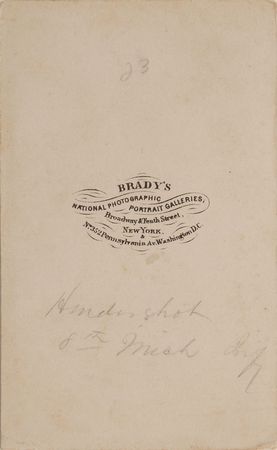 23
BRADY'S
NATIONAL PHOTOGRAPHIC
PORTRAIT GALLERIES,
Broadway & Tenth Street,
NEW YORK.
&
No. 352 Pennsylvania Av. Washington D.C.
Hendershot
8th Mich Inf